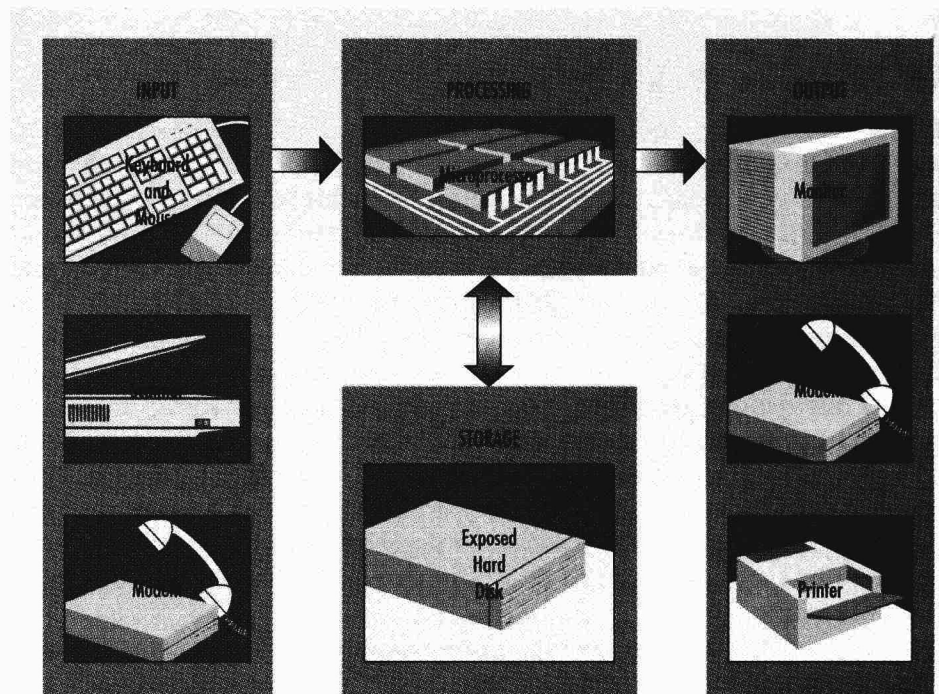 INPUT
Keyboard
and
Mouse
Modem
PROCESSING
Microprocessor
STORAGE
Exposed
Hard
Disk
OUTPUT
Monitor
Modem
Printer